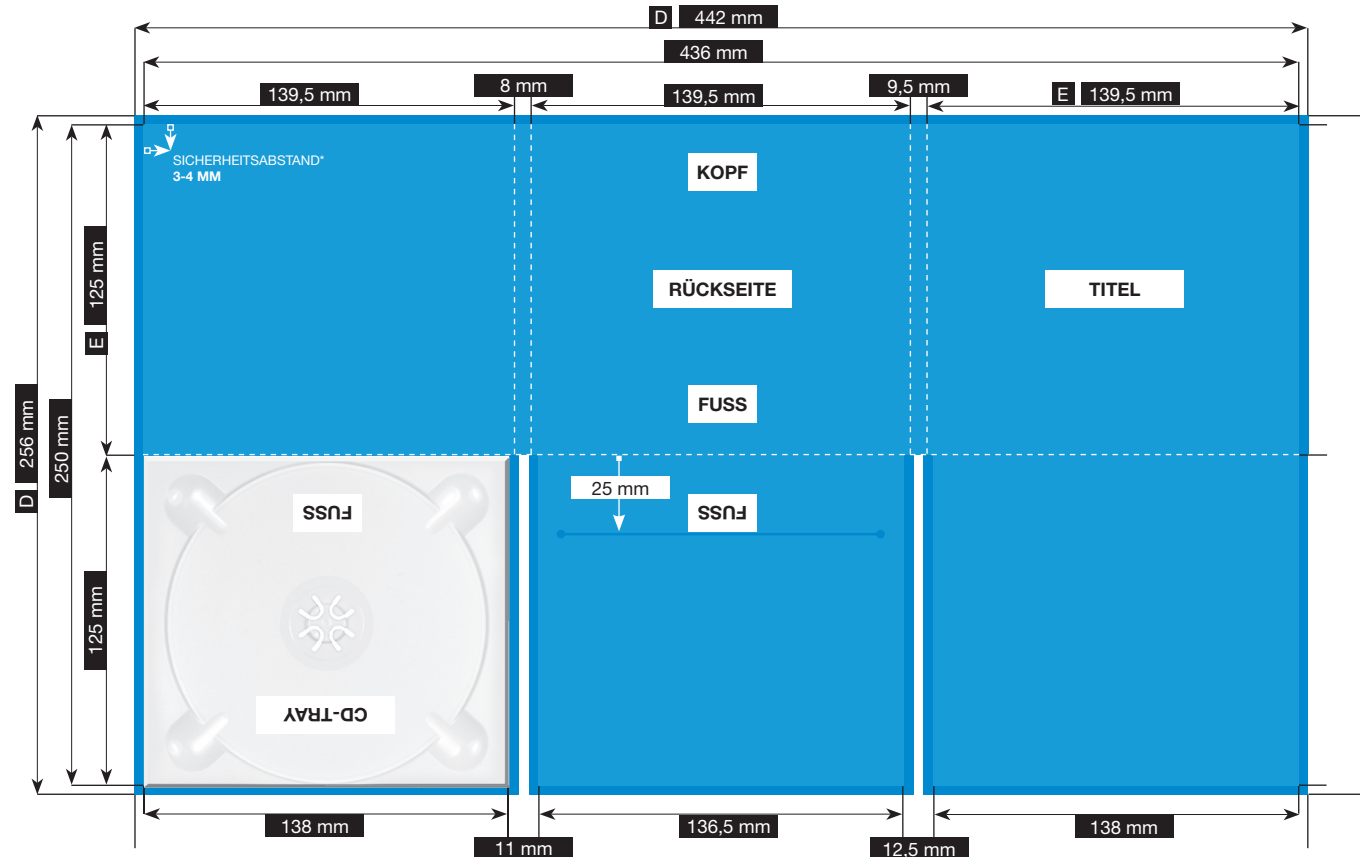 D 442 mm
436 mm
139,5 mm
8 mm
139,5 mm
9,5 mm
E 139,5 mm
SICHERHEITSABSTAND*
3-4 MM
KOPF
RÜCKSEITE
TITEL
FUSS
125 mm
E
D 256 mm
250 mm
125 mm
25 mm
FUSS
FUSS
CD-TRAY
138 mm
11 mm
136,5 mm
12,5 mm
138 mm